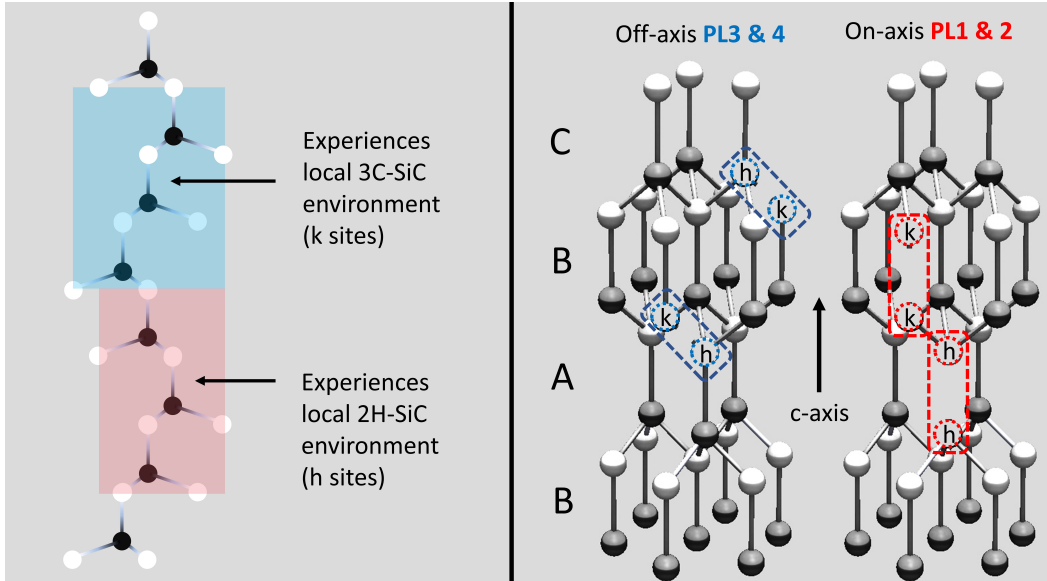 Experiences
local 3C-SiC
environment
(k sites)
Experiences
local 2H-SiC
environment
(h sites)
Off-axis PL3 & 4
On-axis PL1 & 2
C
B
A
B
h
k
k
h
c-axis
k
k
h
h